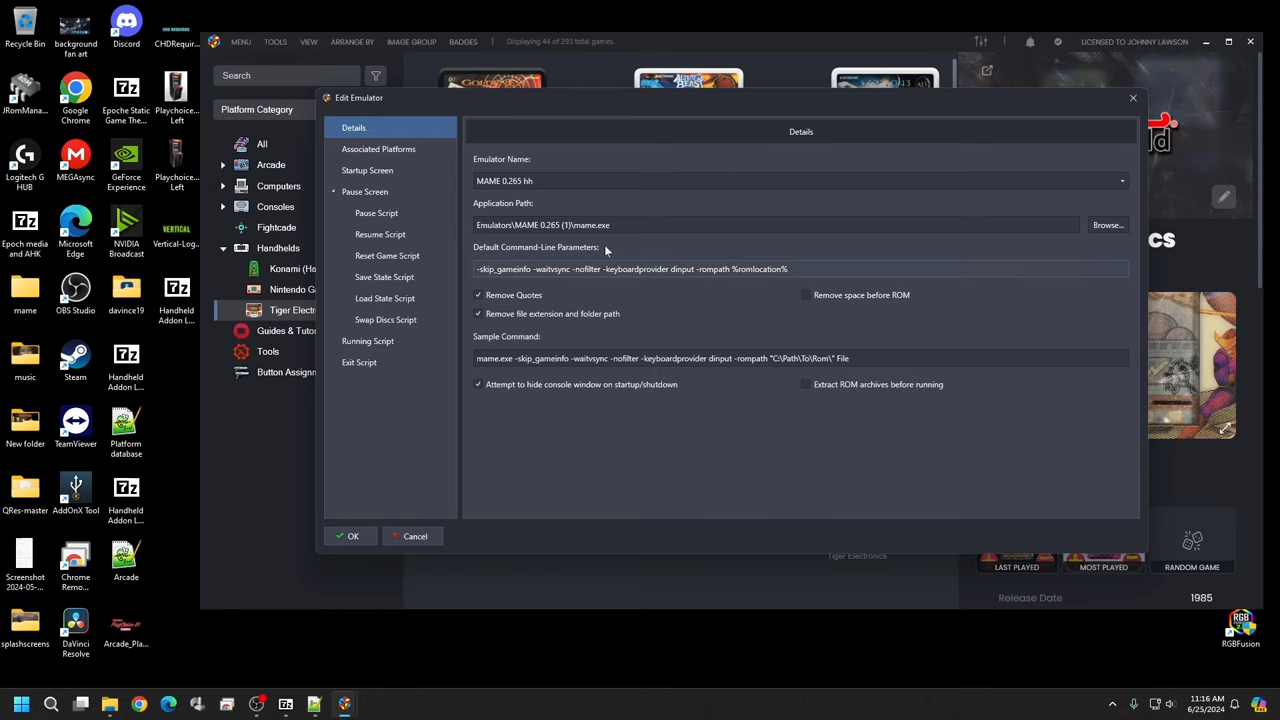 Recycle Bin
background fan art
Discord
CHDRequir...
JRomMana...
Google Chrome
Epoche Static Game The...
Playchoice... Left
Logitech G HUB
MEGAsync
GeForce Experience
Playchoice... Left
Epoch media and AHK
Microsoft Edge
NVIDIA Broadcast
VERTICAL
Vertical-Log...
mame
OBS Studio
davince19
Handheld Addon L...
music
Steam
Handheld Addon L...
New folder
TeamViewer
Platform database
QRes-master
AddOnX Tool
Handheld Addon L...
Screenshot 2024-05-...
Chrome Remo...
Arcade
splashscreens
DaVinci Resolve
Arcade_Pla...
MENU TOOLS VIEW ARRANGE BY IMAGE GROUP BADGES Displaying 44 of 293 total games. LICENSED TO JOHNNY LAWSON
Search
Platform Category
All
Arcade
Computers
Consoles
Fightcade
Handhelds
Konami (Ha
Nintendo Ga
Tiger Electro
Guides & Tuto
Tools
Button Assignm
Edit Emulator
Details
Associated Platforms
Startup Screen
Pause Screen
Pause Script
Resume Script
Reset Game Script
Save State Script
Load State Script
Swap Discs Script
Running Script
Exit Script
Details
Emulator Name:
MAME 0.265 hh
Application Path:
Emulators\MAME 0.265 (1)\mame.exe
Browse...
Default Command-Line Parameters:
-skip_gameinfo -waitvsync -nofilter -keyboardprovider dinput -rompath %romlocation%
Remove Quotes
Remove space before ROM
Remove file extension and folder path
Sample Command:
mame.exe -skip_gameinfo -waitvsync -nofilter -keyboardprovider dinput -rompath "C:\Path\To\Rom\" File
Attempt to hide console window on startup/shutdown
Extract ROM archives before running
OK
Cancel
Tiger Electronics
LAST PLAYED
MOST PLAYED
RANDOM GAME
Release Date
1985
RGBFusion
11:16 AM
6/25/2024